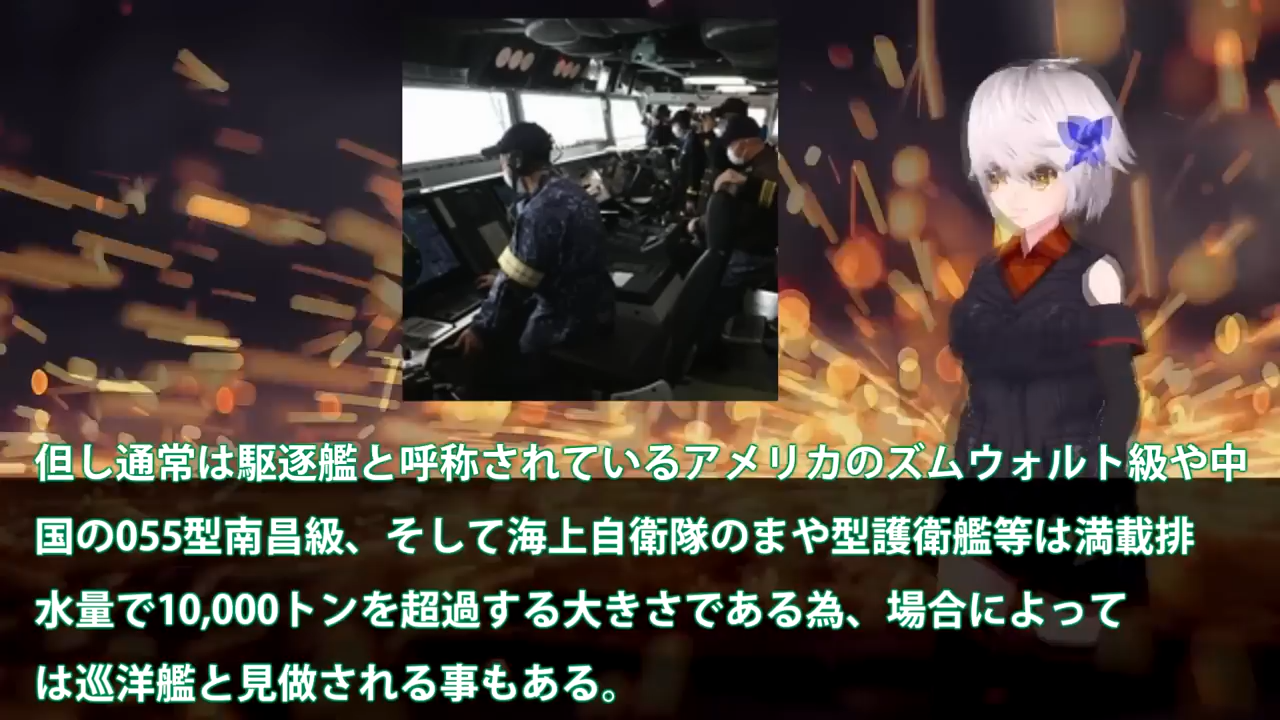 但し通常は駆逐艦と呼称されているアメリカのズムウォルト級や中
国の055型南昌級、そして海上自衛隊のまや型護衛艦等は満載排
水量で10,000トンを超過する大きさである為、場合によって
は巡洋艦と見做される事もある。